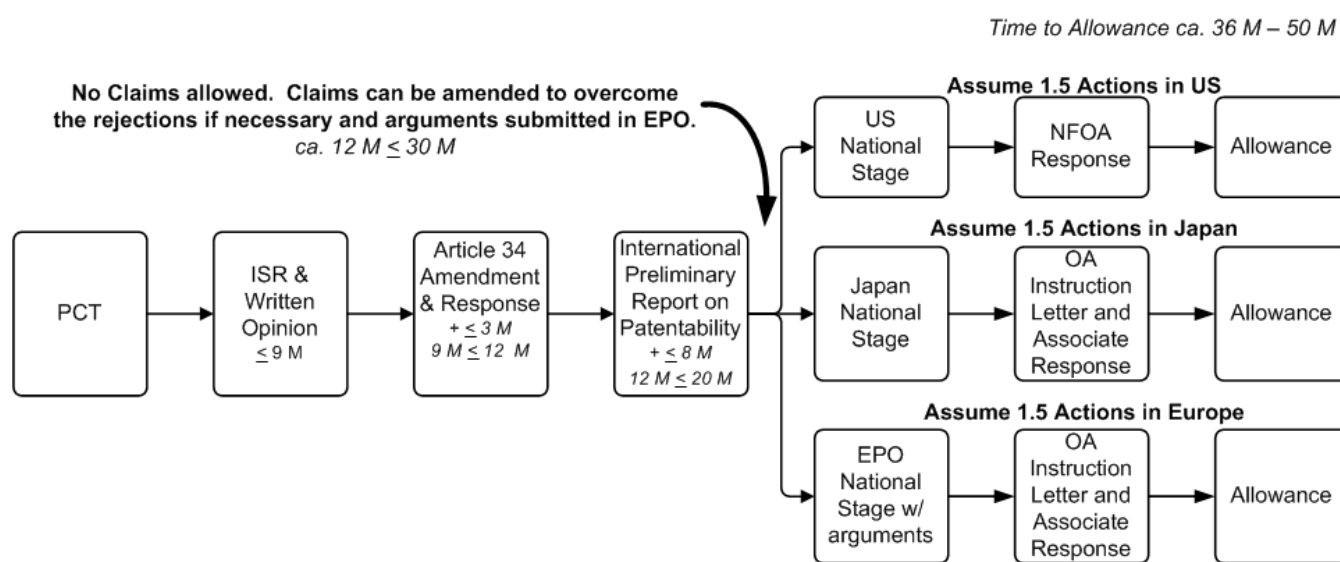 Time to Allowance ca. 36 M – 50 M
No Claims allowed. Claims can be amended to overcome
the rejections if necessary and arguments submitted in EPO.
ca. 12 M ≤ 30 M
PCT
ISR &
Written
Opinion
≤ 9 M
Article 34
Amendment
& Response
+ ≤ 3 M
9 M ≤ 12 M
International
Preliminary
Report on
Patentability
+ ≤ 8 M
12 M ≤ 20 M
Assume 1.5 Actions in US
US
National
Stage
NFOA
Response
Allowance
Assume 1.5 Actions in Japan
Japan
National
Stage
OA
Instruction
Letter and
Associate
Response
Allowance
Assume 1.5 Actions in Europe
EPO
National
Stage w/
arguments
OA
Instruction
Letter and
Associate
Response
Allowance